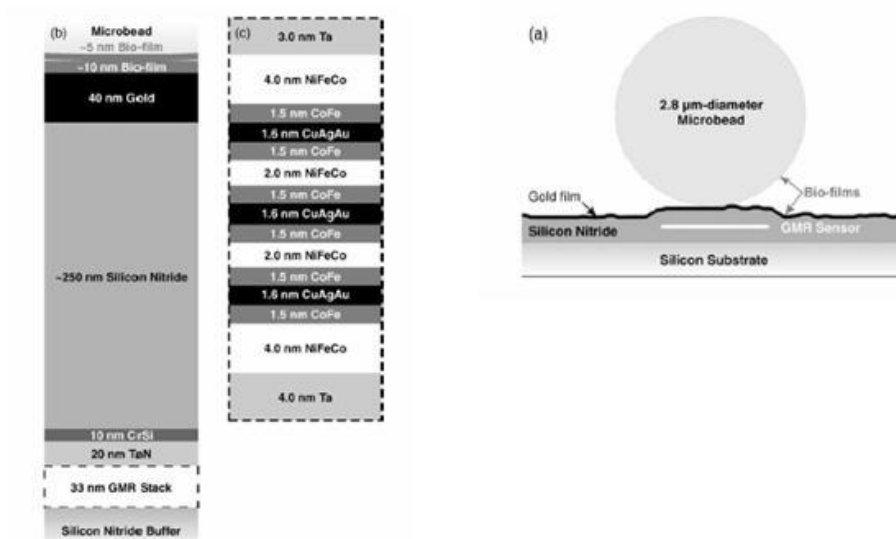 (b)
Microbead
~5 nm Bio-film
~10 nm Bio-film
40 nm Gold
~250 nm Silicon Nitride
10 nm CrSi
20 nm TaN
33 nm GMR Stack
Silicon Nitride Buffer
(c)
3.0 nm Ta
4.0 nm NiFeCo
1.5 nm CoFe
1.6 nm CuAgAu
1.5 nm CoFe
2.0 nm NiFeCo
1.5 nm CoFe
1.6 nm CuAgAu
1.5 nm CoFe
2.0 nm NiFeCo
1.5 nm CoFe
1.6 nm CuAgAu
1.5 nm CoFe
4.0 nm NiFeCo
4.0 nm Ta
(a)
2.8 µm-diameter
Microbead
Bio-films
Gold film
Silicon Nitride
GMR Sensor
Silicon Substrate